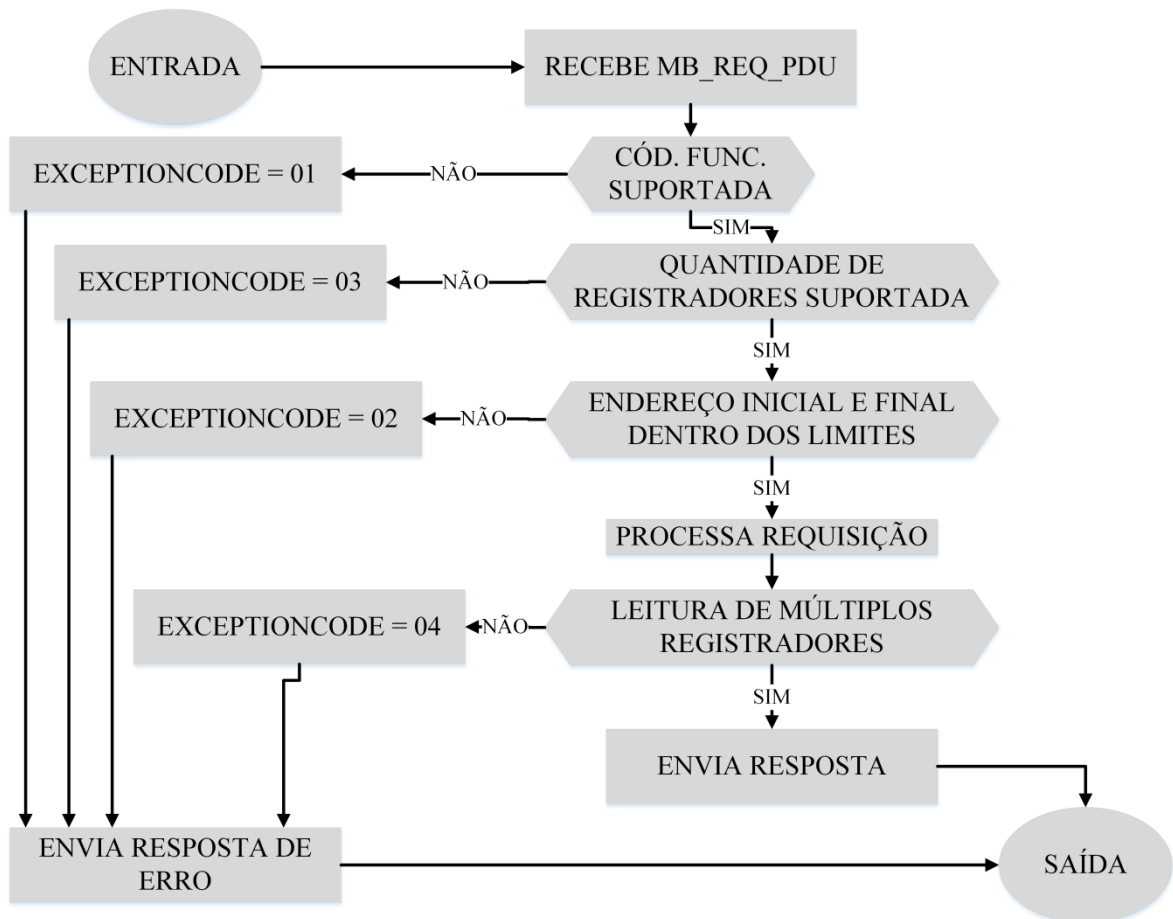 ENTRADA
RECEBE MB_REQ_PDU
EXCEPTIONCODE = 01
NÃO
CÓD. FUNC.
SUPORTADA
SIM
EXCEPTIONCODE = 03
NÃO
QUANTIDADE DE
REGISTRADORES SUPORTADA
SIM
EXCEPTIONCODE = 02
NÃO
ENDEREÇO INICIAL E FINAL
DENTRO DOS LIMITES
SIM
PROCESSA REQUISIÇÃO
EXCEPTIONCODE = 04
NÃO
LEITURA DE MÚLTIPLOS
REGISTRADORES
SIM
ENVIA RESPOSTA
ENVIA RESPOSTA DE
ERRO
SAÍDA